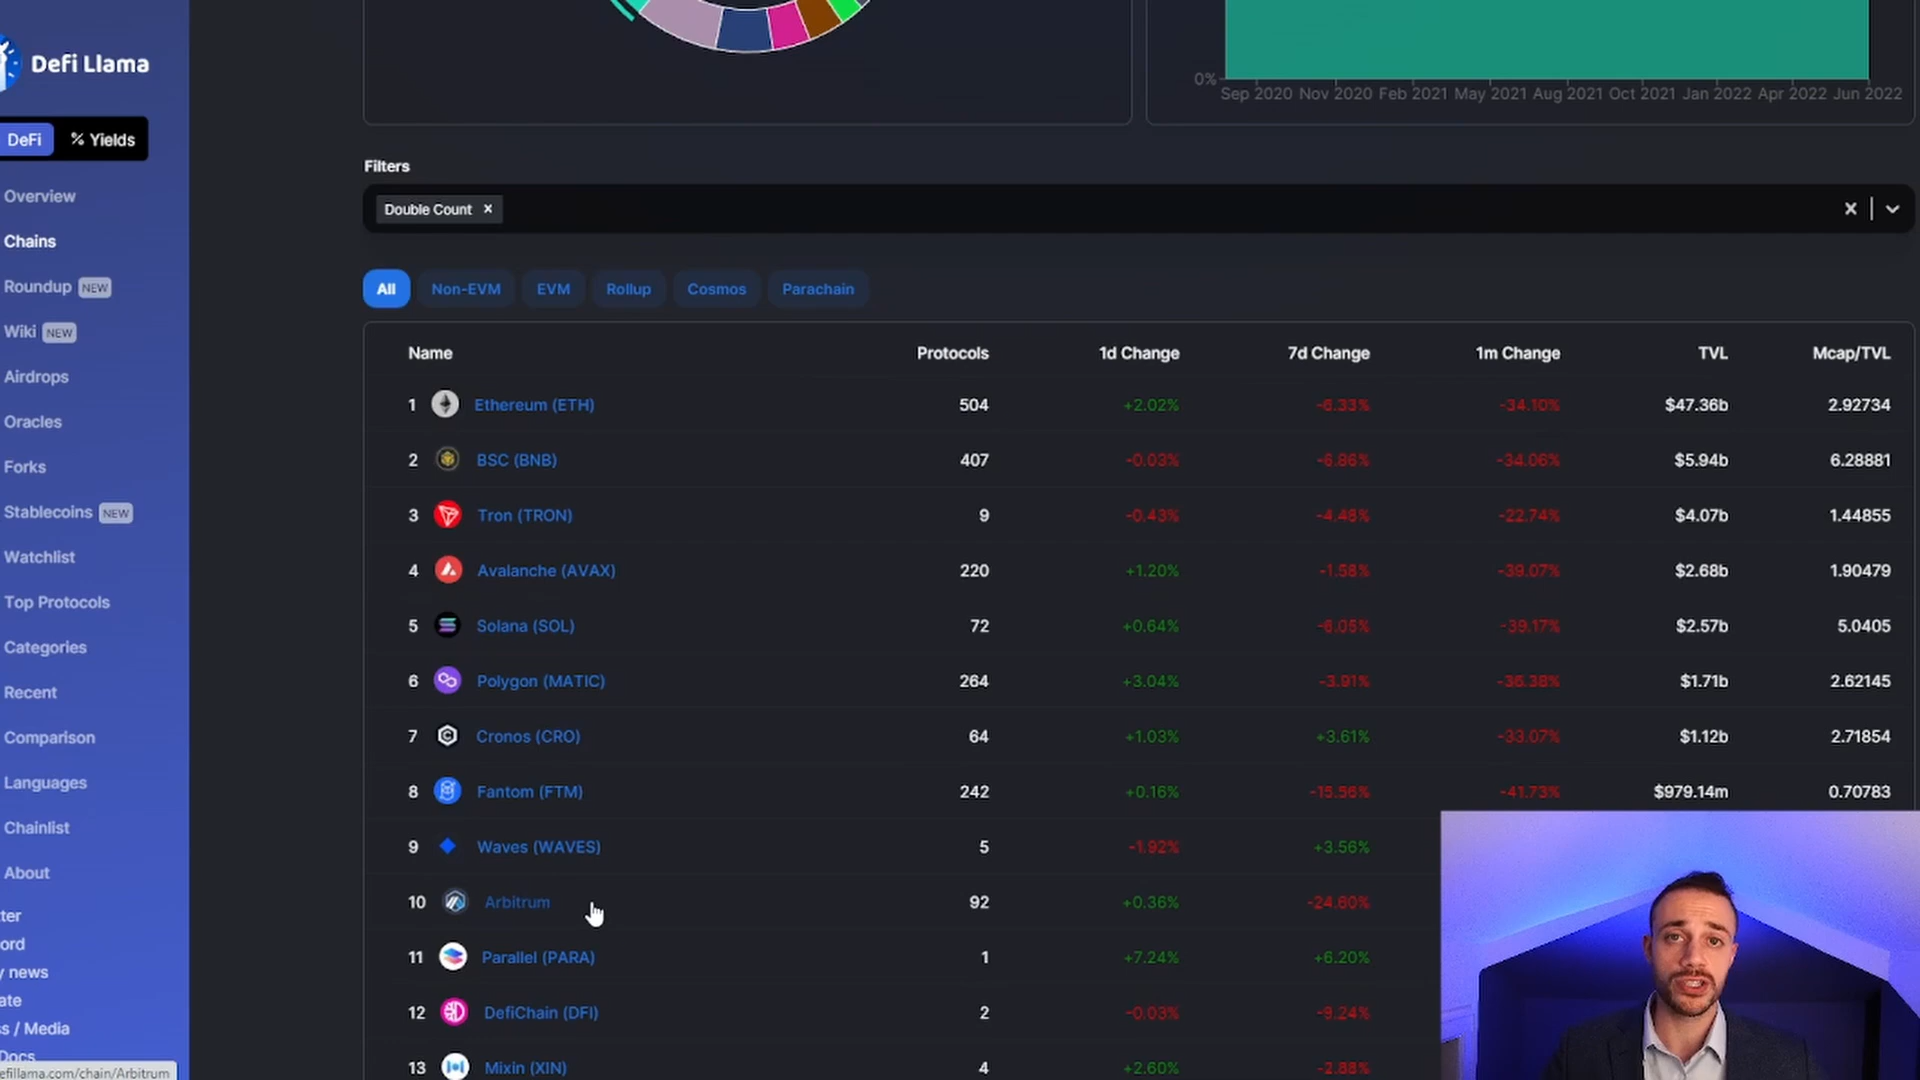 Defi Llama
DeFi
% Yields
Overview
Chains
Roundup NEW
Wiki NEW
Airdrops
Oracles
Forks
Stablecoins NEW
Watchlist
Top Protocols
Categories
Recent
Comparison
Languages
Chainlist
About
tter
ord
y news
ate
s / Media
Docs
efillama.com/chain/Arbitrum
0%
Sep 2020 Nov 2020 Feb 2021 May 2021 Aug 2021 Oct 2021 Jan 2022 Apr 2022 Jun 2022
Filters
Double Count ×
All Non-EVM EVM Rollup Cosmos Parachain
Name Protocols 1d Change 7d Change 1m Change TVL Mcap/TVL
1 Ethereum (ETH) 504 +2.02% -6.33% -34.10% $47.36b 2.92734
2 BSC (BNB) 407 -0.03% -6.86% -34.06% $5.94b 6.28881
3 Tron (TRON) 9 -0.43% -4.48% -22.74% $4.07b 1.44855
4 Avalanche (AVAX) 220 +1.20% -1.58% -39.07% $2.68b 1.90479
5 Solana (SOL) 72 +0.64% -6.05% -39.17% $2.57b 5.0405
6 Polygon (MATIC) 264 +3.04% -3.91% -36.38% $1.71b 2.62145
7 Cronos (CRO) 64 +1.03% +3.61% -33.07% $1.12b 2.71854
8 Fantom (FTM) 242 +0.16% -15.56% -41.73% $979.14m 0.70783
9 Waves (WAVES) 5 -1.92% +3.56%
10 Arbitrum 92 +0.36% -24.60%
11 Parallel (PARA) 1 +7.24% +6.20%
12 DefiChain (DFI) 2 -0.03% -9.24%
13 Mixin (XIN) 4 +2.60% -2.88%